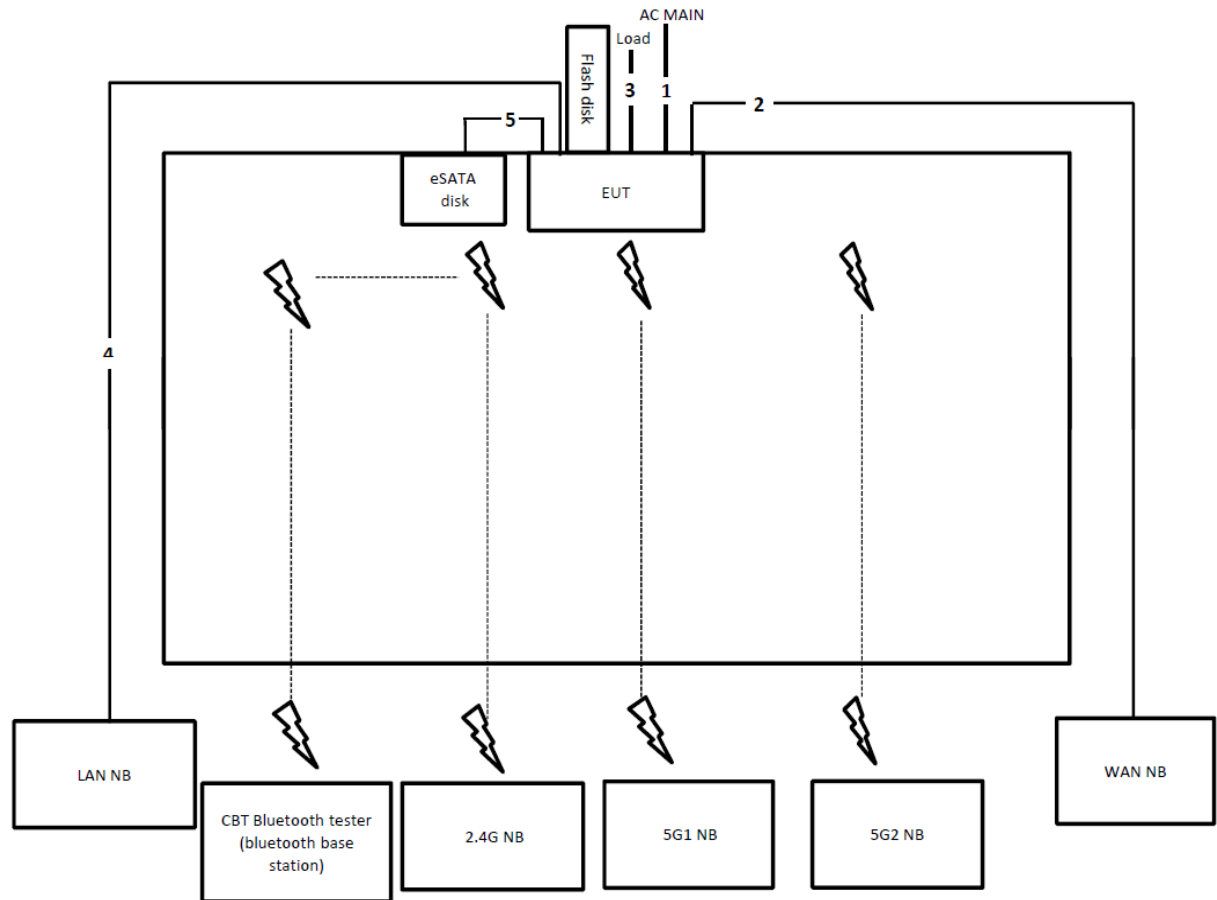 AC MAIN
Load
Flash disk
3
1
2
5
eSATA
disk
EUT
4
LAN NB
WAN NB
CBT Bluetooth tester
(bluetooth base
station)
2.4G NB
5G1 NB
5G2 NB